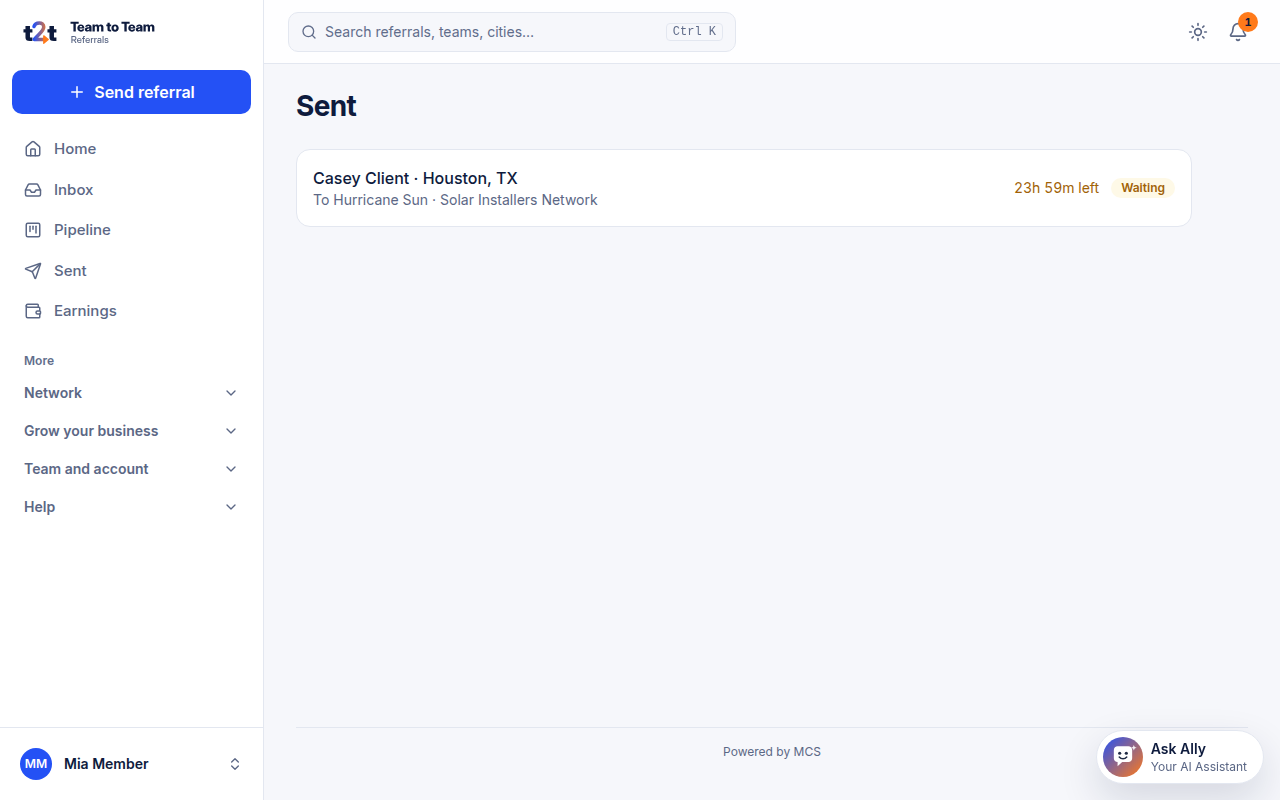 t2t
Team to Team
Referrals
Send referral
Home
Inbox
Pipeline
Sent
Earnings
More
Network
Grow your business
Team and account
Help
MM
Mia Member
Search referrals, teams, cities...
Ctrl K
1
Sent
Casey Client · Houston, TX
To Hurricane Sun · Solar Installers Network
23h 59m left
Waiting
Powered by MCS
Ask Ally
Your AI Assistant